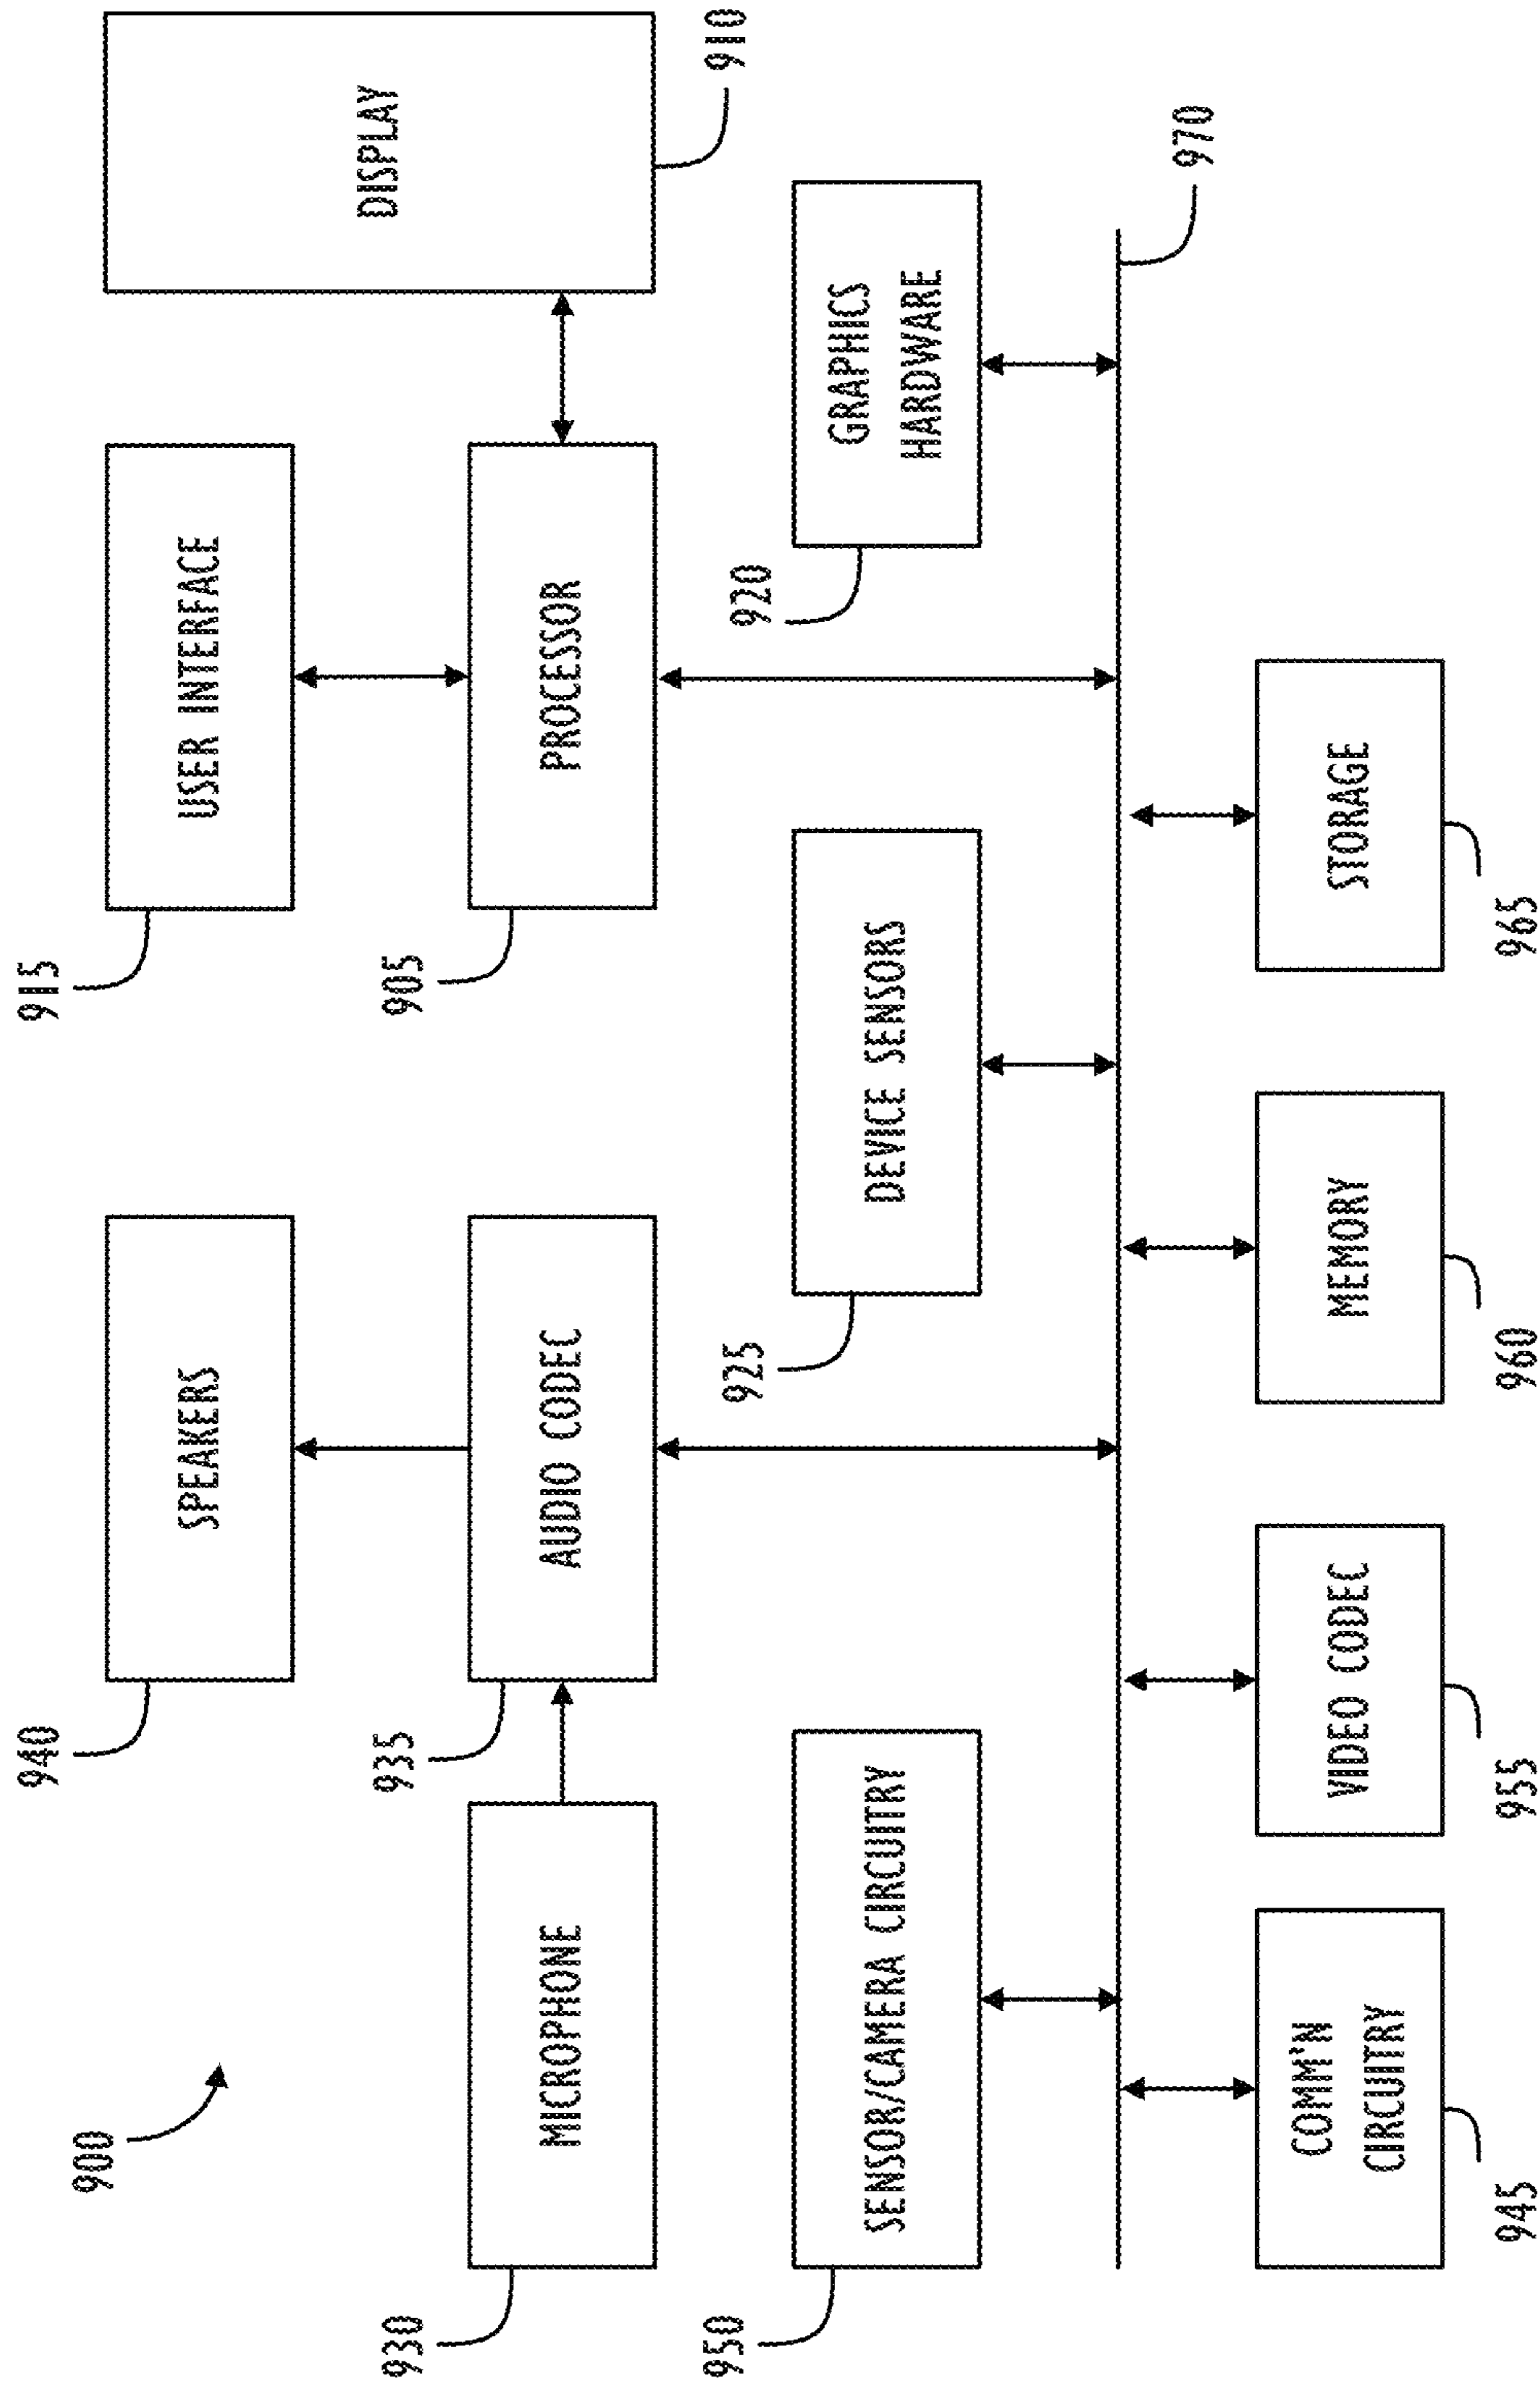 900
940
SPEAKERS
915
USER INTERFACE
DISPLAY
910
930
MICROPHONE
935
AUDIO CODEC
905
PROCESSOR
950
SENSOR/CAMERA CIRCUITRY
925
DEVICE SENSORS
920
GRAPHICS
HARDWARE
970
COMM'N
CIRCUITRY
945
VIDEO CODEC
955
MEMORY
960
STORAGE
965